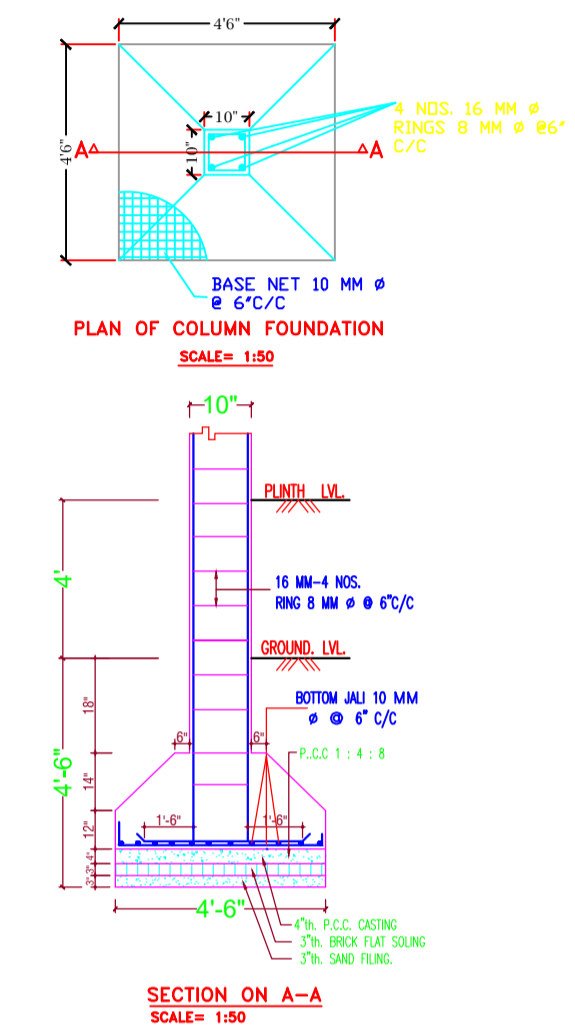 4'6"
10"
4'6"
10"
A
A
4 NOS. 16 MM Ø
RINGS 8 MM Ø @6"
C/C
BASE NET 10 MM Ø
@ 6"C/C
PLAN OF COLUMN FOUNDATION
SCALE= 1:50
10"
PLINTH LVL.
4'
16 MM-4 NOS.
RING 8 MM Ø @ 6"C/C
GROUND. LVL.
18"
BOTTOM JALI 10 MM
Ø @ 6" C/C
6"
6"
P..C.C 1 : 4 : 8
4'-6"
14"
12"
1'-6"
1'-6"
4"
3"
3"
4'-6"
4"th. P.C.C. CASTING
3"th. BRICK FLAT SOLING
3"th. SAND FILING.
SECTION ON A-A
SCALE= 1:50